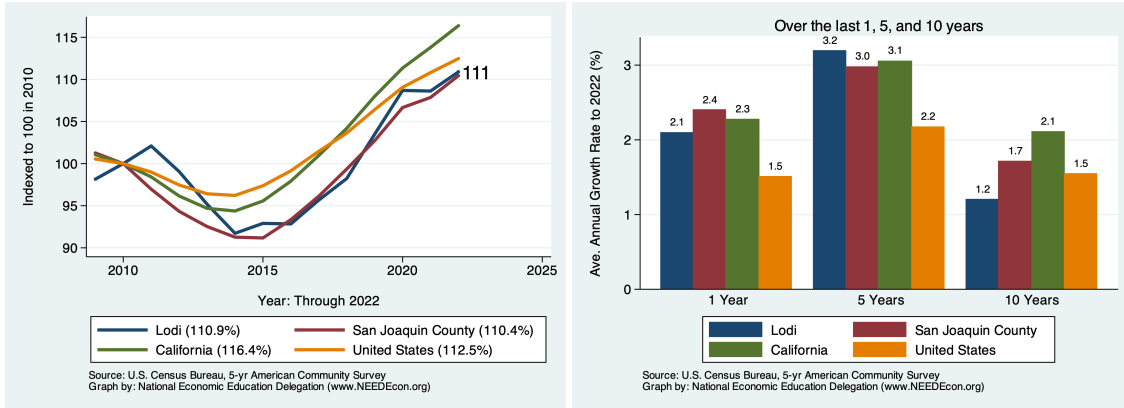 Indexed to 100 in 2010
115
110
105
100
95
90
111
2010
2015
2020
2025
Year: Through 2022
Lodi (110.9%)
San Joaquin County (110.4%)
California (116.4%)
United States (112.5%)
Source: U.S. Census Bureau, 5-yr American Community Survey
Graph by: National Economic Education Delegation (www.NEEDEcon.org)
Over the last 1, 5, and 10 years
Ave. Annual Growth Rate to 2022 (%)
3
2
1
0
2.1
2.4
2.3
1.5
3.2
3.0
3.1
2.2
1.2
1.7
2.1
1.5
1 Year
5 Years
10 Years
Lodi
San Joaquin County
California
United States
Source: U.S. Census Bureau, 5-yr American Community Survey
Graph by: National Economic Education Delegation (www.NEEDEcon.org)